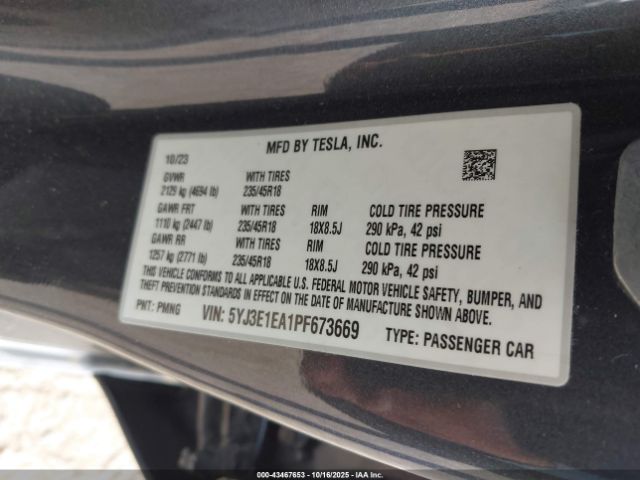 MFD BY TESLA, INC.
10/23
GVWR WITH TIRES
2129 kg (4694 lb) 235/45R18
GAWR FRT WITH TIRES RIM COLD TIRE PRESSURE
1110 kg (2447 lb) 235/45R18 18X8.5J 290 kPa, 42 psi
GAWR RR WITH TIRES RIM COLD TIRE PRESSURE
1257 kg (2771 lb) 235/45R18 18X8.5J 290 kPa, 42 psi
THIS VEHICLE CONFORMS TO ALL APPLICABLE U.S. FEDERAL MOTOR VEHICLE SAFETY, BUMPER, AND
THEFT PREVENTION STANDARDS IN EFFECT ON THE DATE OF MANUFACTURE SHOWN ABOVE.
PNT: PMNG VIN: 5YJ3E1EA1PF673669 TYPE: PASSENGER CAR
000-43467653 - 10/16/2025 - IAA Inc.